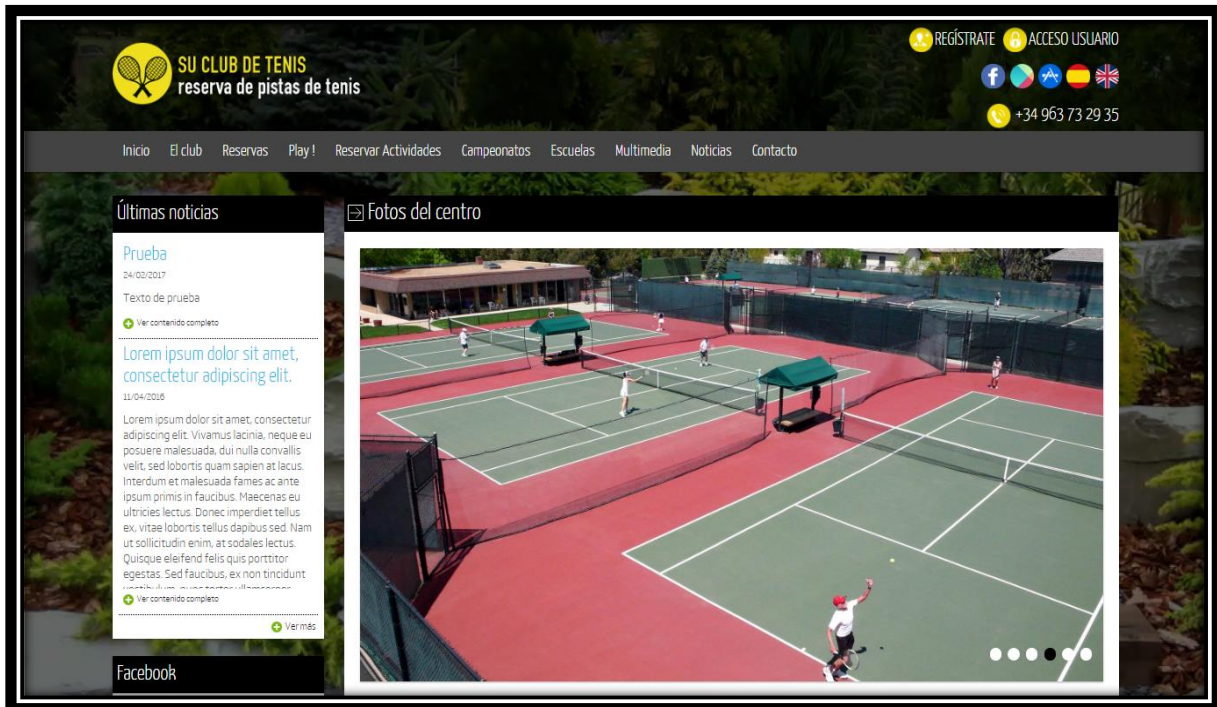 SU CLUB DE TENIS
reserva de pistas de tenis
REGÍSTRATE ACCESO USUARIO
+34 963 73 29 35
Inicio El club Reservas Play ! Reservar Actividades Campeonatos Escuelas Multimedia Noticias Contacto
Últimas noticias
Prueba
24/02/2017
Texto de prueba
Ver contenido completo
Lorem ipsum dolor sit amet,
consectetur adipiscing elit.
11/04/2016
Lorem ipsum dolor sit amet, consectetur
adipiscing elit. Vivamus lacinia, neque eu
posuere malesuada, dui nulla convallis
velit, sed lobortis quam sapien at lacus.
Interdum et malesuada fames ac ante
ipsum primis in faucibus. Maecenas eu
ultricies lectus. Donec imperdiet tellus
ex, vitae lobortis tellus dapibus sed. Nam
ut sollicitudin enim, at sodales lectus.
Quisque eleifend felis quis porttitor
egestas. Sed faucibus, ex non tincidunt
Ver contenido completo
Ver más
Facebook
Fotos del centro